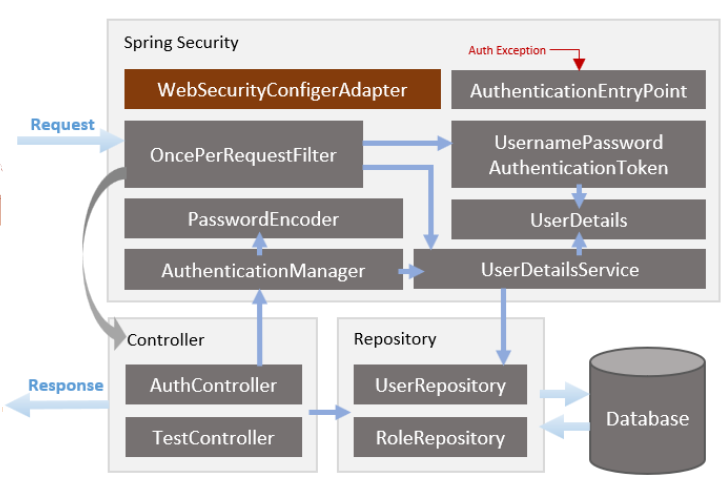 Spring Security
Auth Exception
WebSecurityConfigerAdapter
AuthenticationEntryPoint
Request
OncePerRequestFilter
UsernamePassword
AuthenticationToken
PasswordEncoder
UserDetails
AuthenticationManager
UserDetailsService
Controller
Repository
Response
AuthController
UserRepository
Database
TestController
RoleRepository